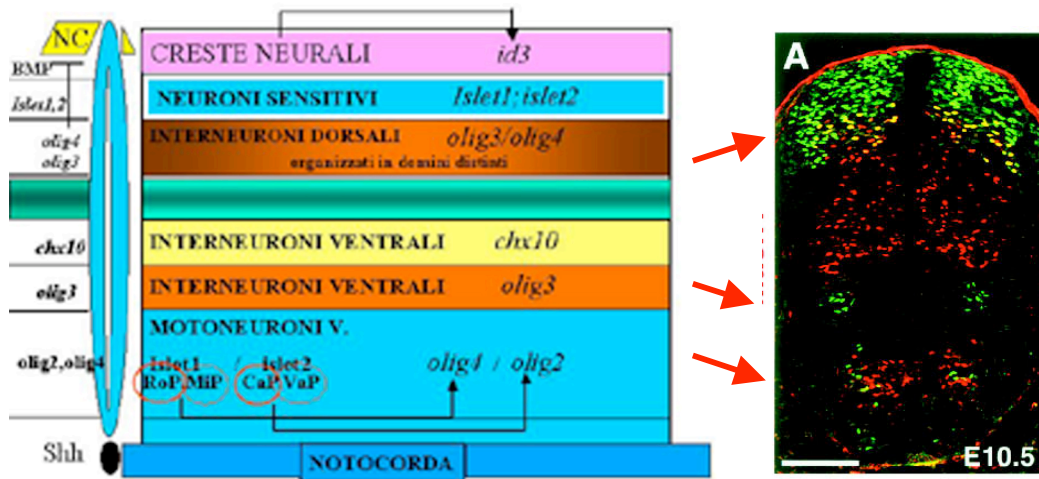 NC
BMP
Islet1,2
olig4
olig3
chx10
olig3
olig2,olig4
Shh
CRESTE NEURALI id3
NEURONI SENSITIVI Islet1;islet2
INTERNEURONI DORSALI olig3/olig4
organizzati in domini distinti
INTERNEURONI VENTRALI chx10
INTERNEURONI VENTRALI olig3
MOTONEURONI V.
Islet1 / islet2
RoP MiP CaP VaP olig4 / olig2
NOTOCORDA
A
E10.5